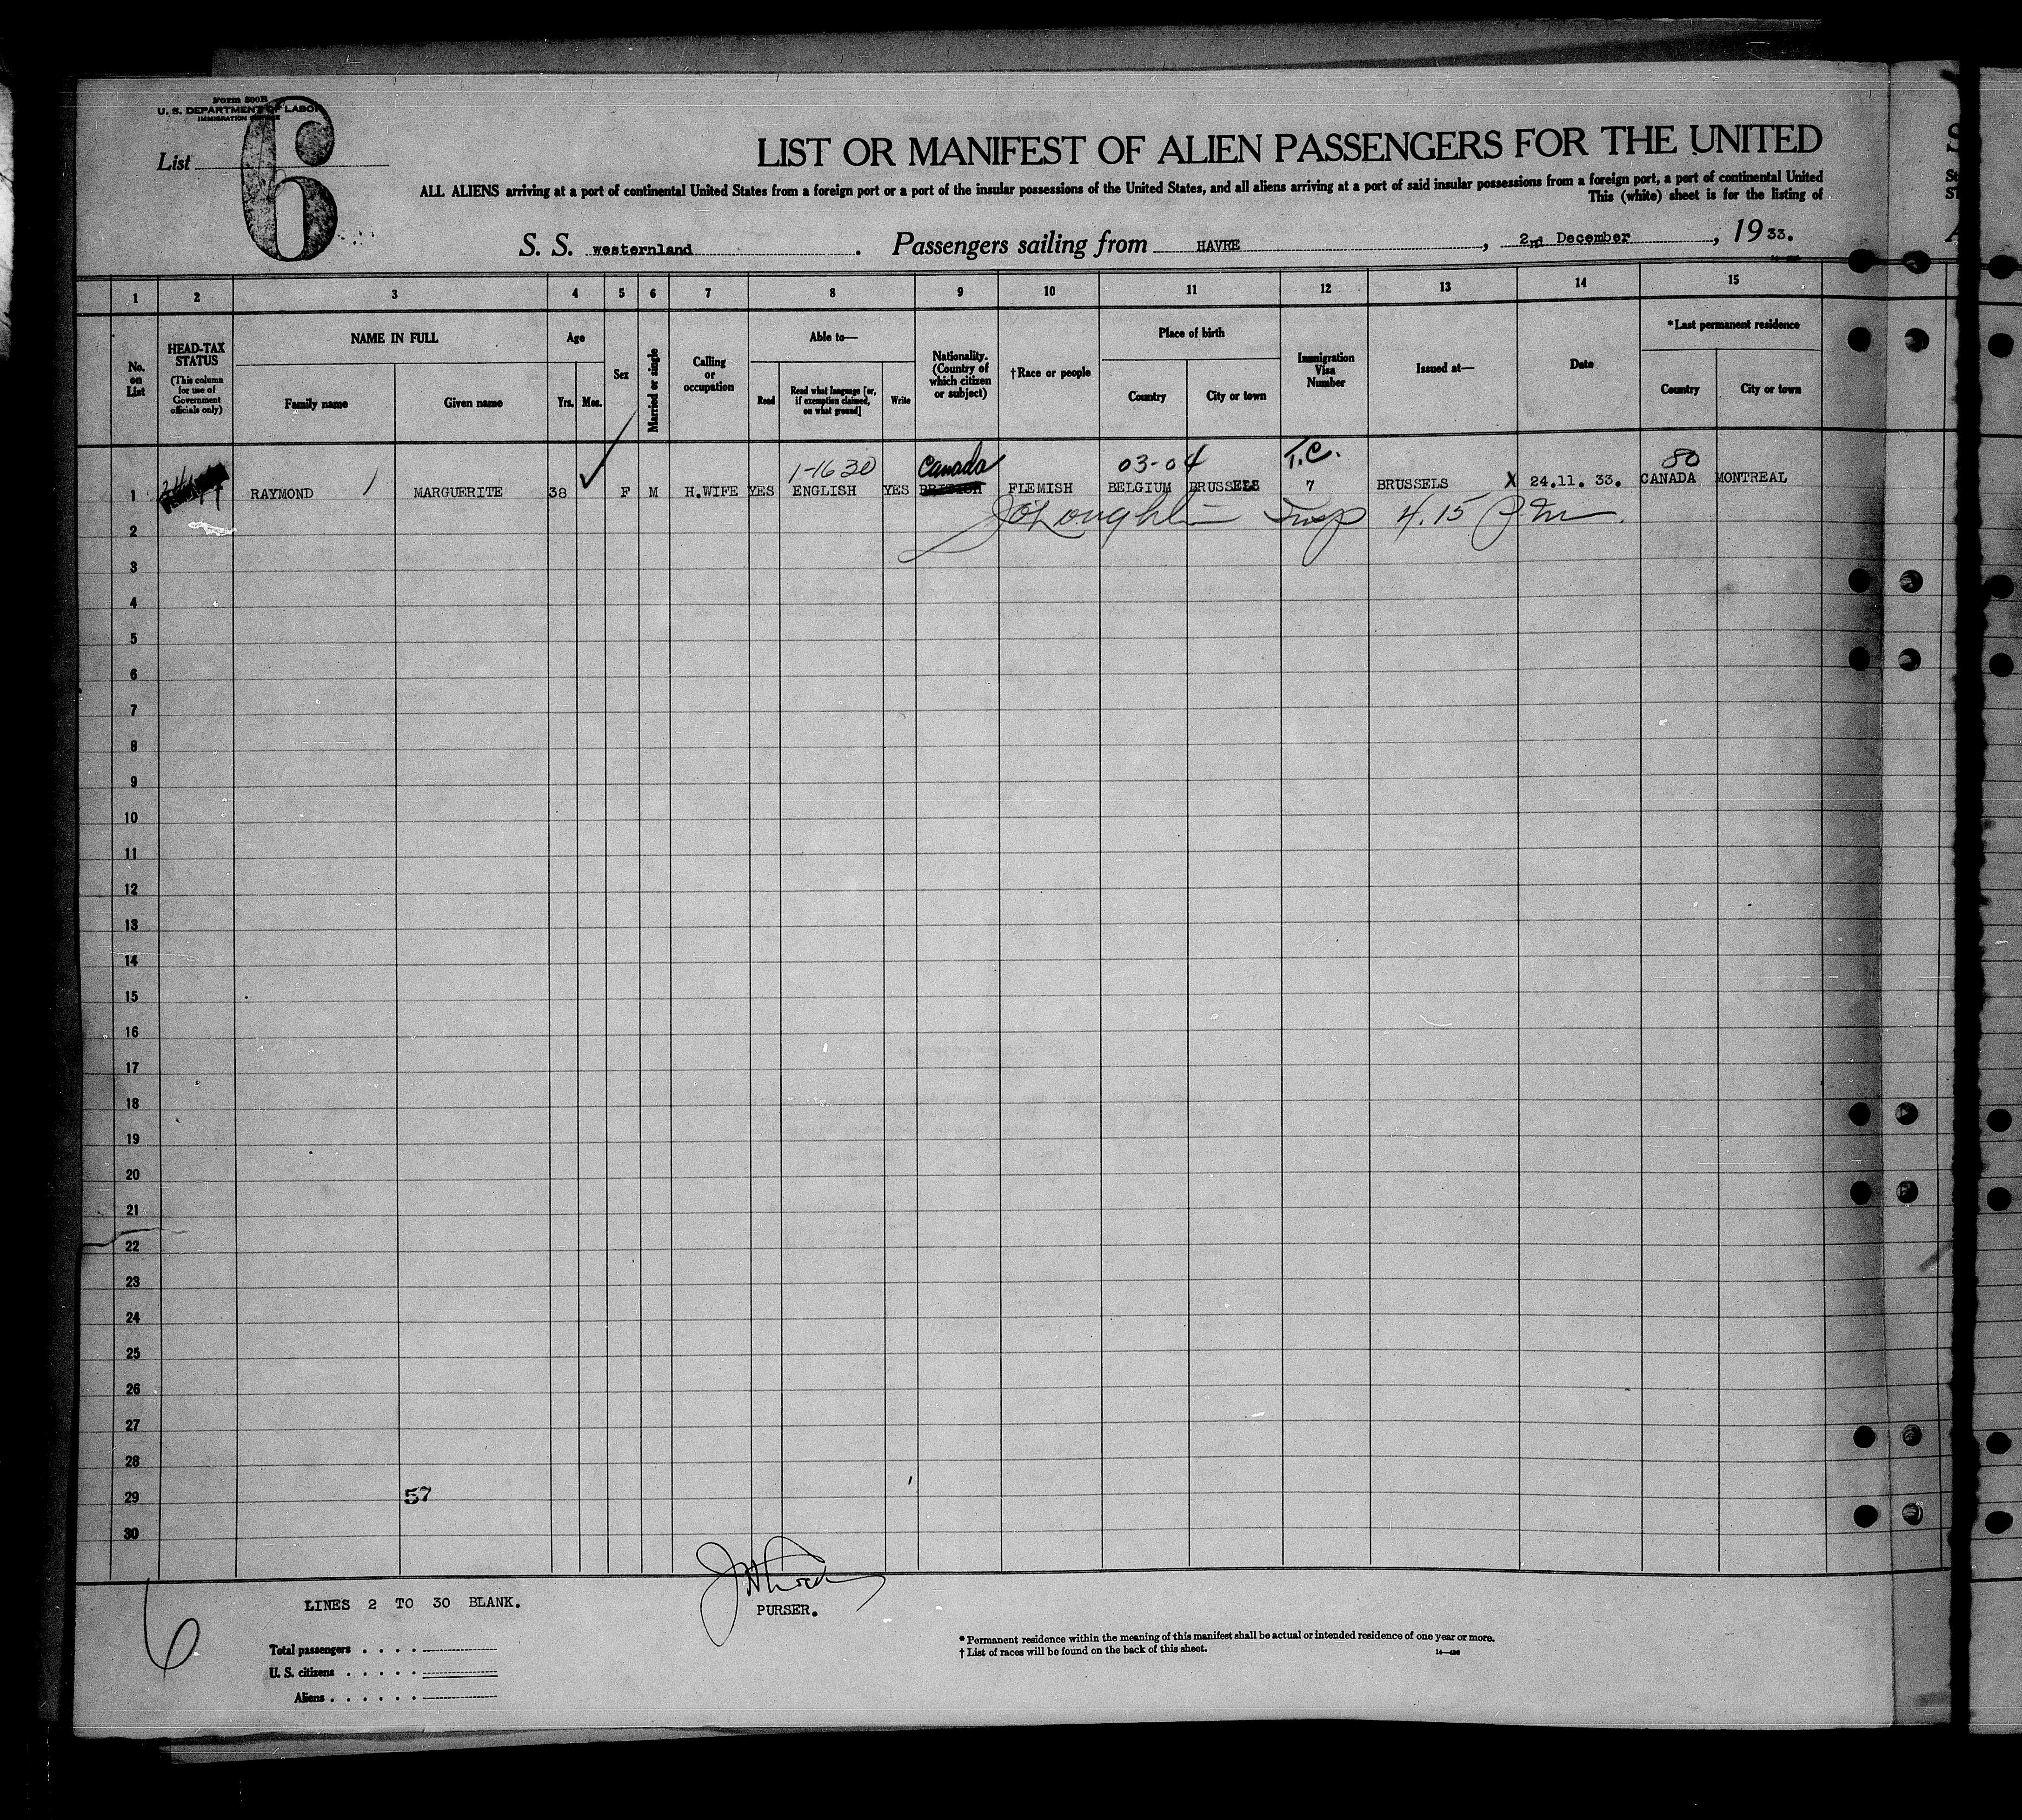 Form 500B
U. S. DEPARTMENT OF LABOR
IMMIGRATION SERVICE
6
List
LIST OR MANIFEST OF ALIEN PASSENGERS FOR THE UNITED
ALL ALIENS arriving at a port of continental United States from a foreign port or a port of the insular possessions of the United States, and all aliens arriving at a port of said insular possessions from a foreign port, a port of continental United
This (white) sheet is for the listing of
S. S. westernland. Passengers sailing from HAVRE, 2nd December, 1933.
1 2 3 4 5 6 7 8 9 10 11 12 13 14 15
No. on List
HEAD-TAX STATUS (This column for use of Government officials only)
NAME IN FULL
Family name
Given name
Age
Yrs.
Mos.
Sex
Married or single
Calling or occupation
Able to—
Read
Read what language [or, if exemption claimed, on what ground]
Write
Nationality. (Country of which citizen or subject)
†Race or people
Place of birth
Country
City or town
Immigration Visa Number
Issued at—
Date
*Last permanent residence
Country
City or town
1-16 30 Canada 03-04 T.C. 80
1 RAYMOND 1 MARGUERITE 38 F M H.WIFE YES ENGLISH YES BRITISH FLEMISH BELGIUM BRUSSELS 7 BRUSSELS X 24.11. 33. CANADA MONTREAL
J O'Loughlin Insp 4.15 P.M.
2
3
4
5
6
7
8
9
10
11
12
13
14
15
16
17
18
19
20
21
22
23
24
25
26
27
28
29 57
30
LINES 2 TO 30 BLANK.
PURSER.
6
Total passengers . . . .
U. S. citizens . . . . .
Aliens . . . . . .
* Permanent residence within the meaning of this manifest shall be actual or intended residence of one year or more.
† List of races will be found on the back of this sheet.